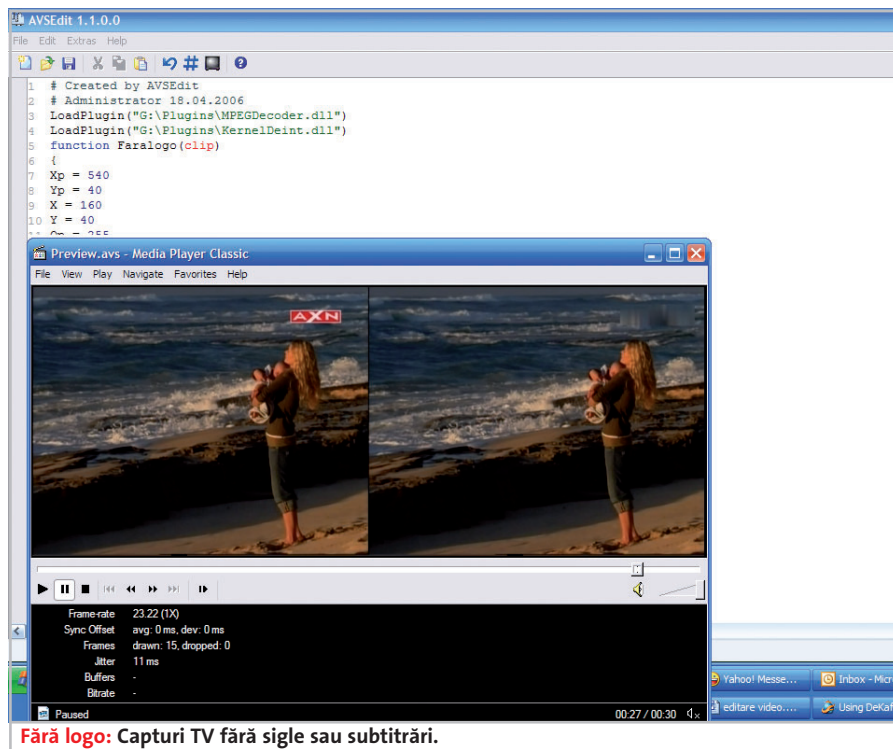 AVSEdit 1.1.0.0
File Edit Extras Help
1 # Created by AVSEdit
2 # Administrator 18.04.2006
3 LoadPlugin("G:\Plugins\MPEGDecoder.dll")
4 LoadPlugin("G:\Plugins\KernelDeint.dll")
5 function Faralogo(clip)
6 {
7 Xp = 540
8 Yp = 40
9 X = 160
10 Y = 40
11 Op = 255
Preview.avs - Media Player Classic
File View Play Navigate Favorites Help
AXN
Frame-rate 23.22 (1X)
Sync Offset avg: 0 ms, dev: 0 ms
Frames drawn: 15, dropped: 0
Jitter 11 ms
Buffers -
Bitrate -
Paused 00:27 / 00:30
Yahoo! Messe... Inbox - Micr
editare video.... Using DeKaf
Fără logo: Capturi TV fără sigle sau subtitrări.